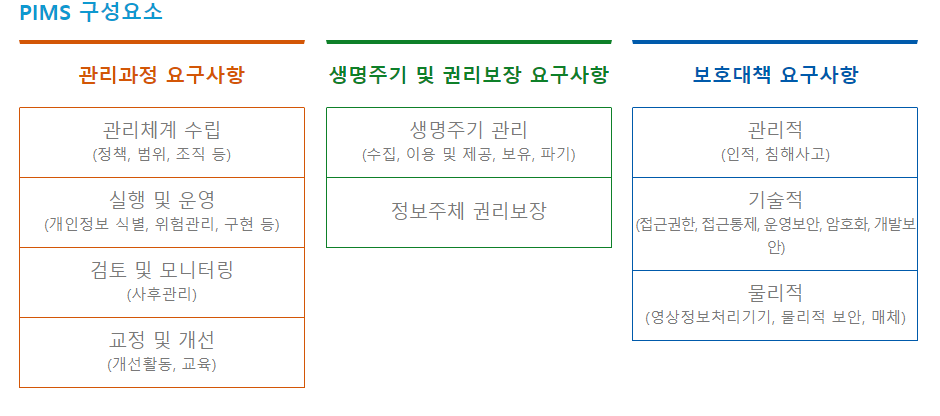 PIMS 구성요소
관리과정 요구사항
관리체계 수립
(정책, 범위, 조직 등)
실행 및 운영
(개인정보 식별, 위험관리, 구현 등)
검토 및 모니터링
(사후관리)
교정 및 개선
(개선활동, 교육)
생명주기 및 권리보장 요구사항
생명주기 관리
(수집, 이용 및 제공, 보유, 파기)
정보주체 권리보장
보호대책 요구사항
관리적
(인적, 침해사고)
기술적
(접근권한, 접근통제, 운영보안, 암호화, 개발보
안)
물리적
(영상정보처리기기, 물리적 보안, 매체)